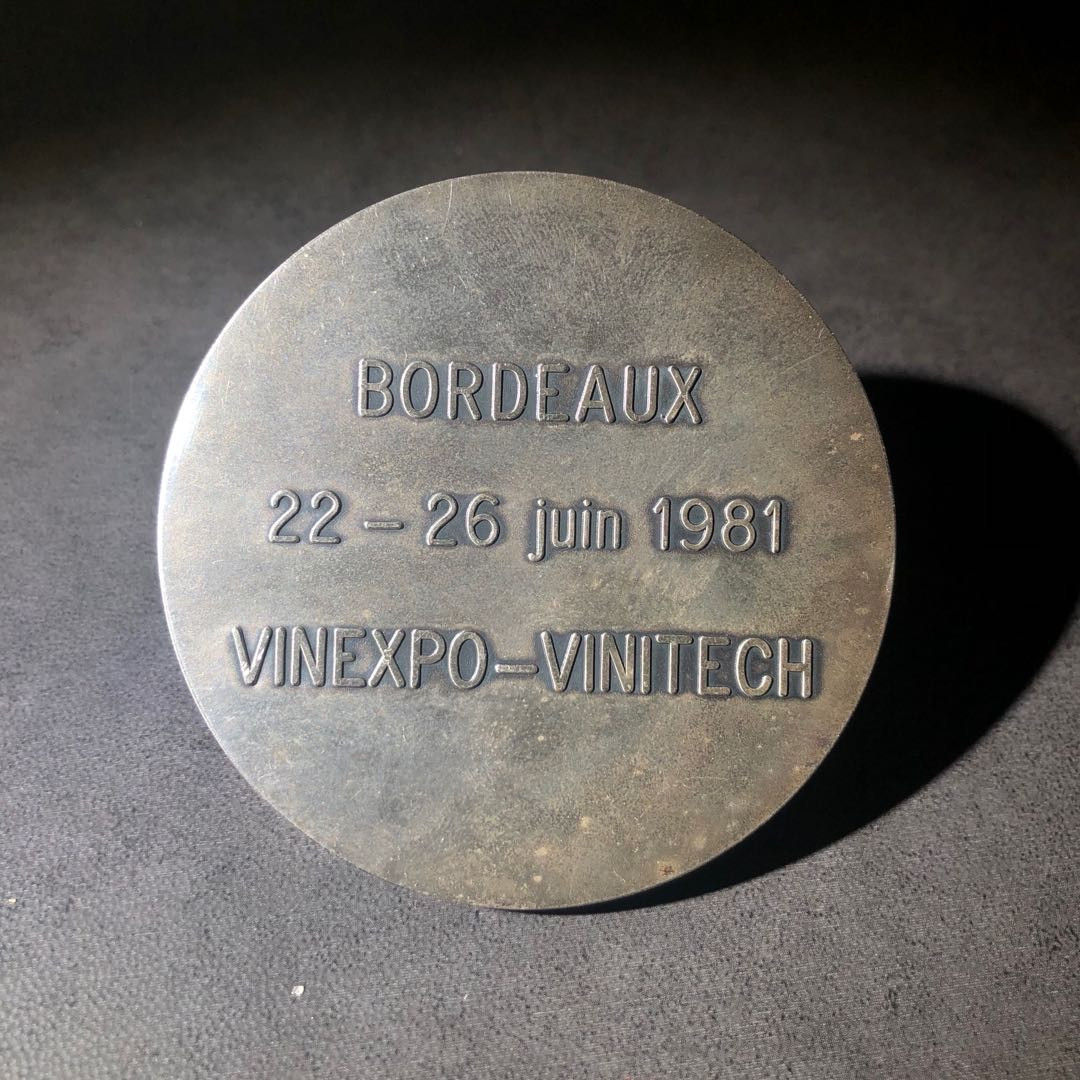 BORDEAUX
22 – 26 juin 1981
VINEXPO–VINITECH